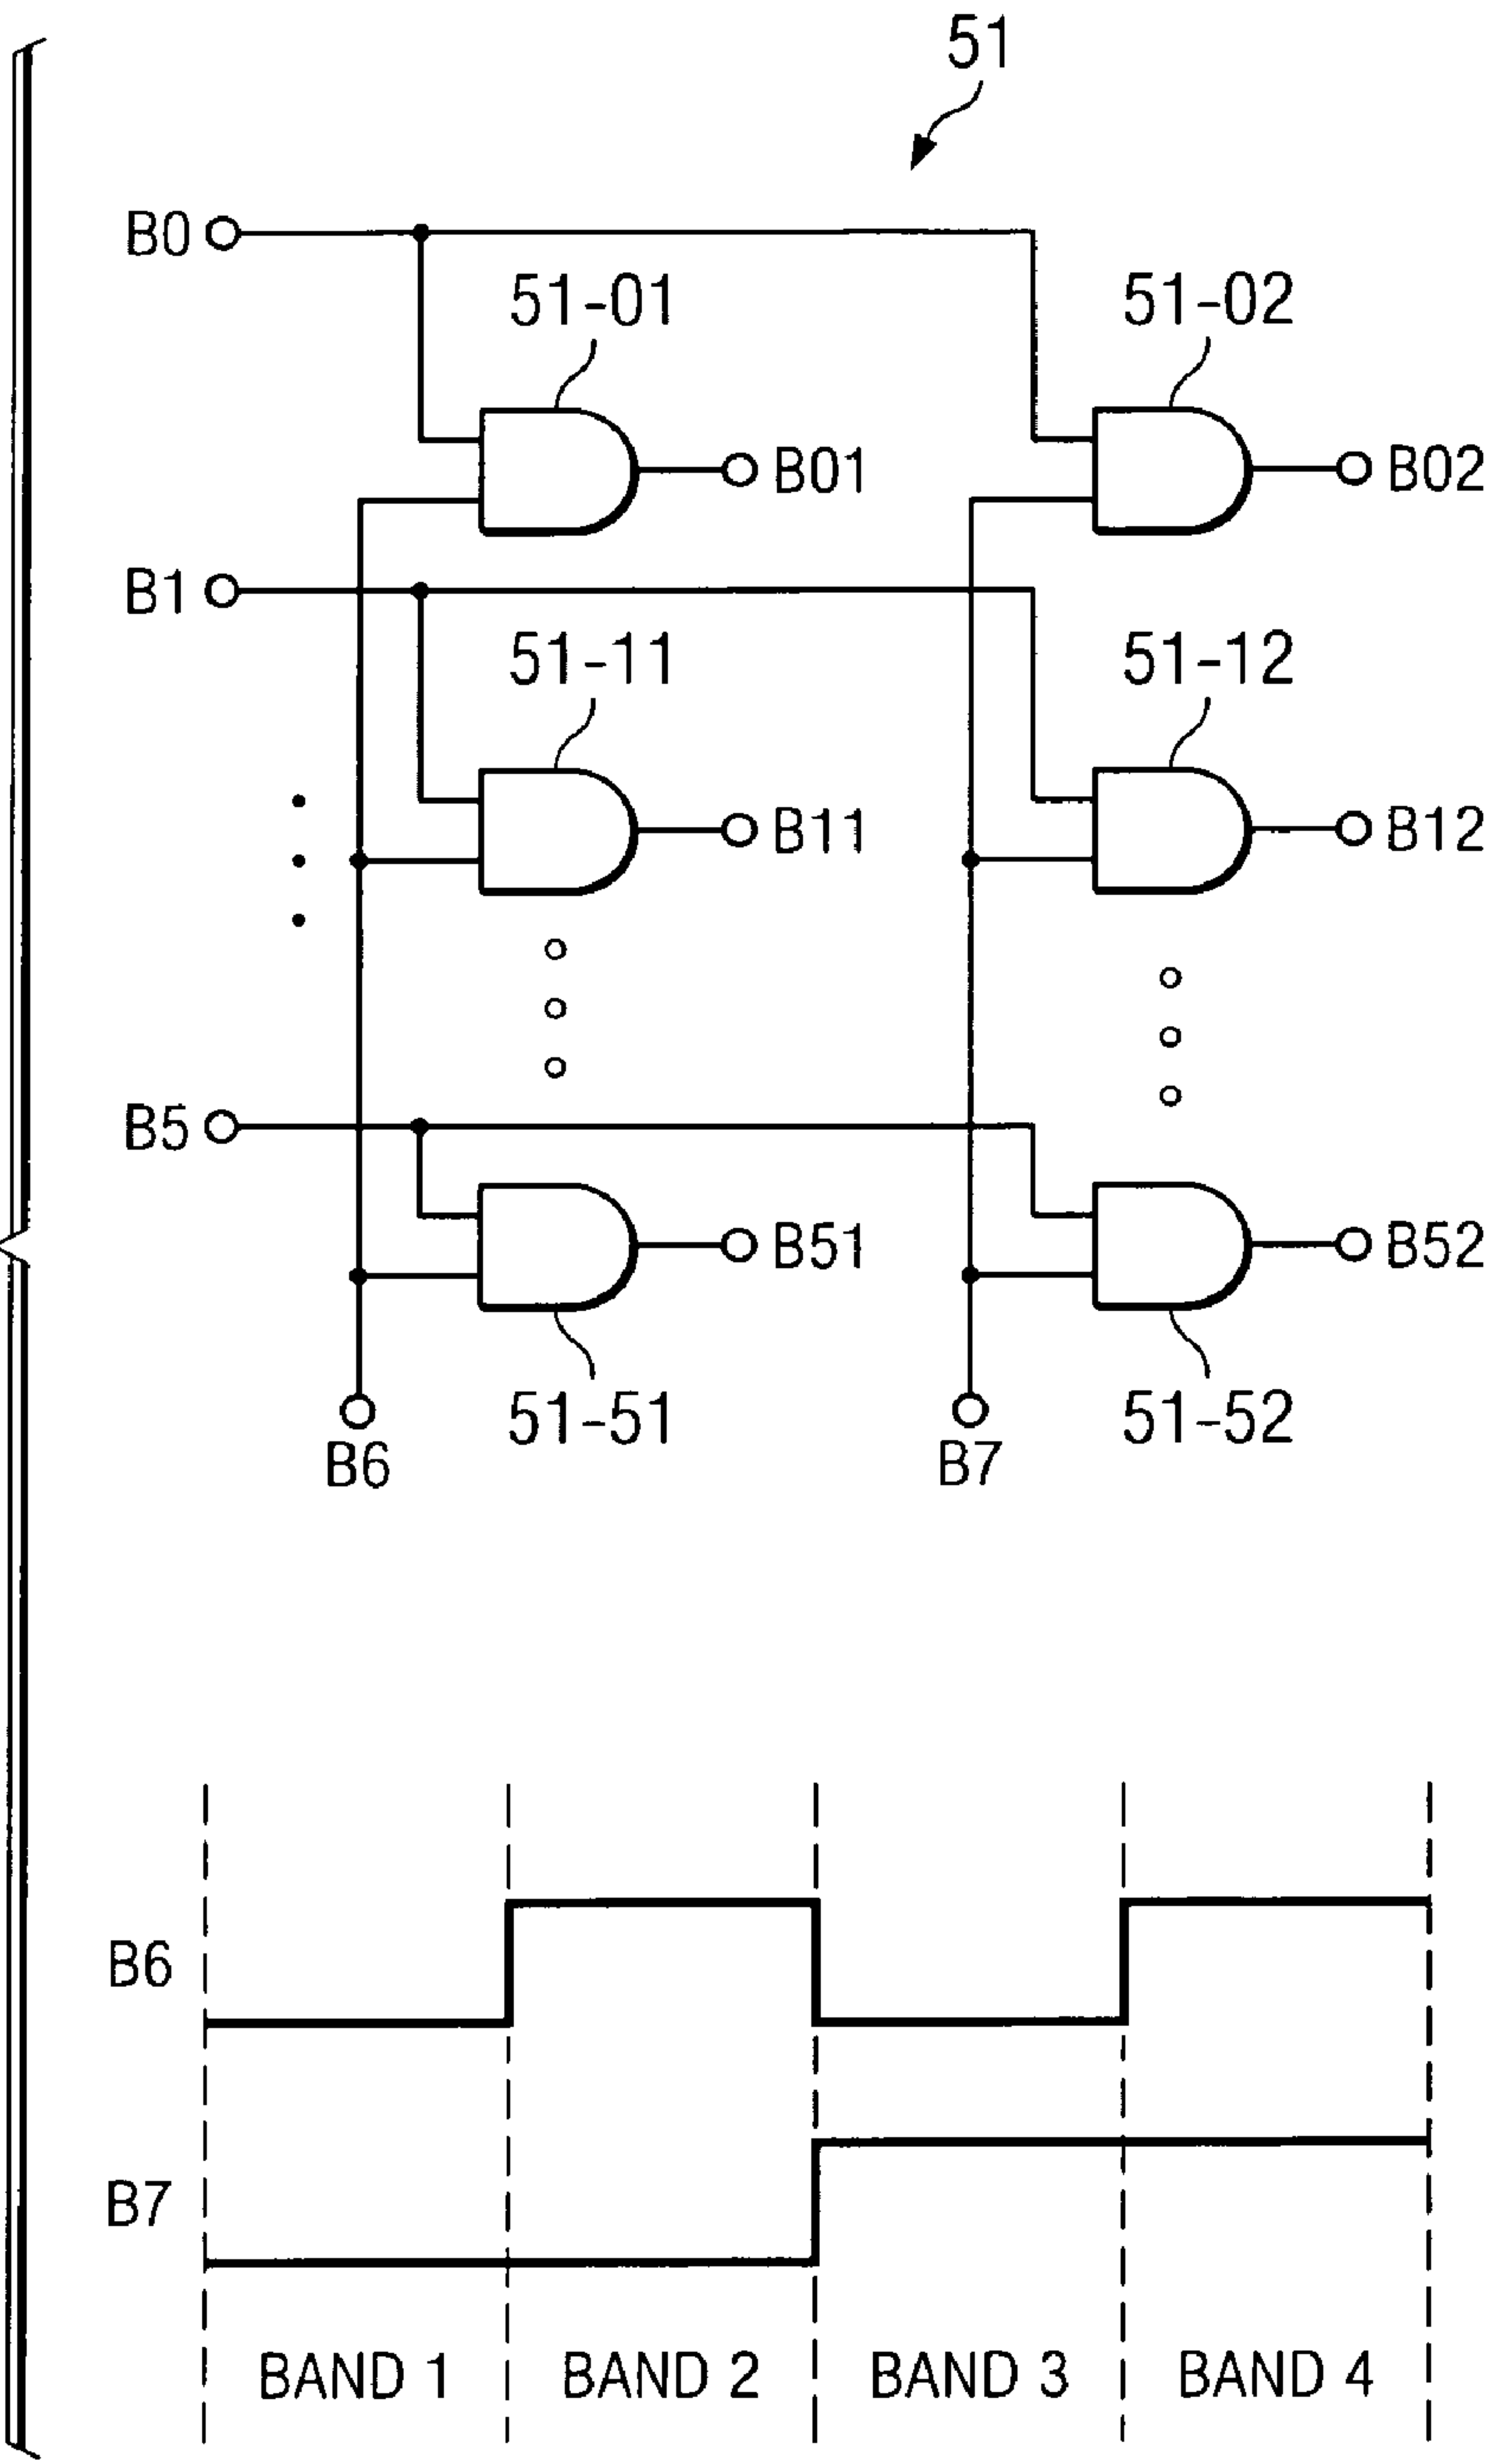 51
B0
51-01
51-02
B01
B02
B1
51-11
51-12
B11
B12
B5
B51
B52
51-51
51-52
B6
B7
B6
B7
BAND 1
BAND 2
BAND 3
BAND 4